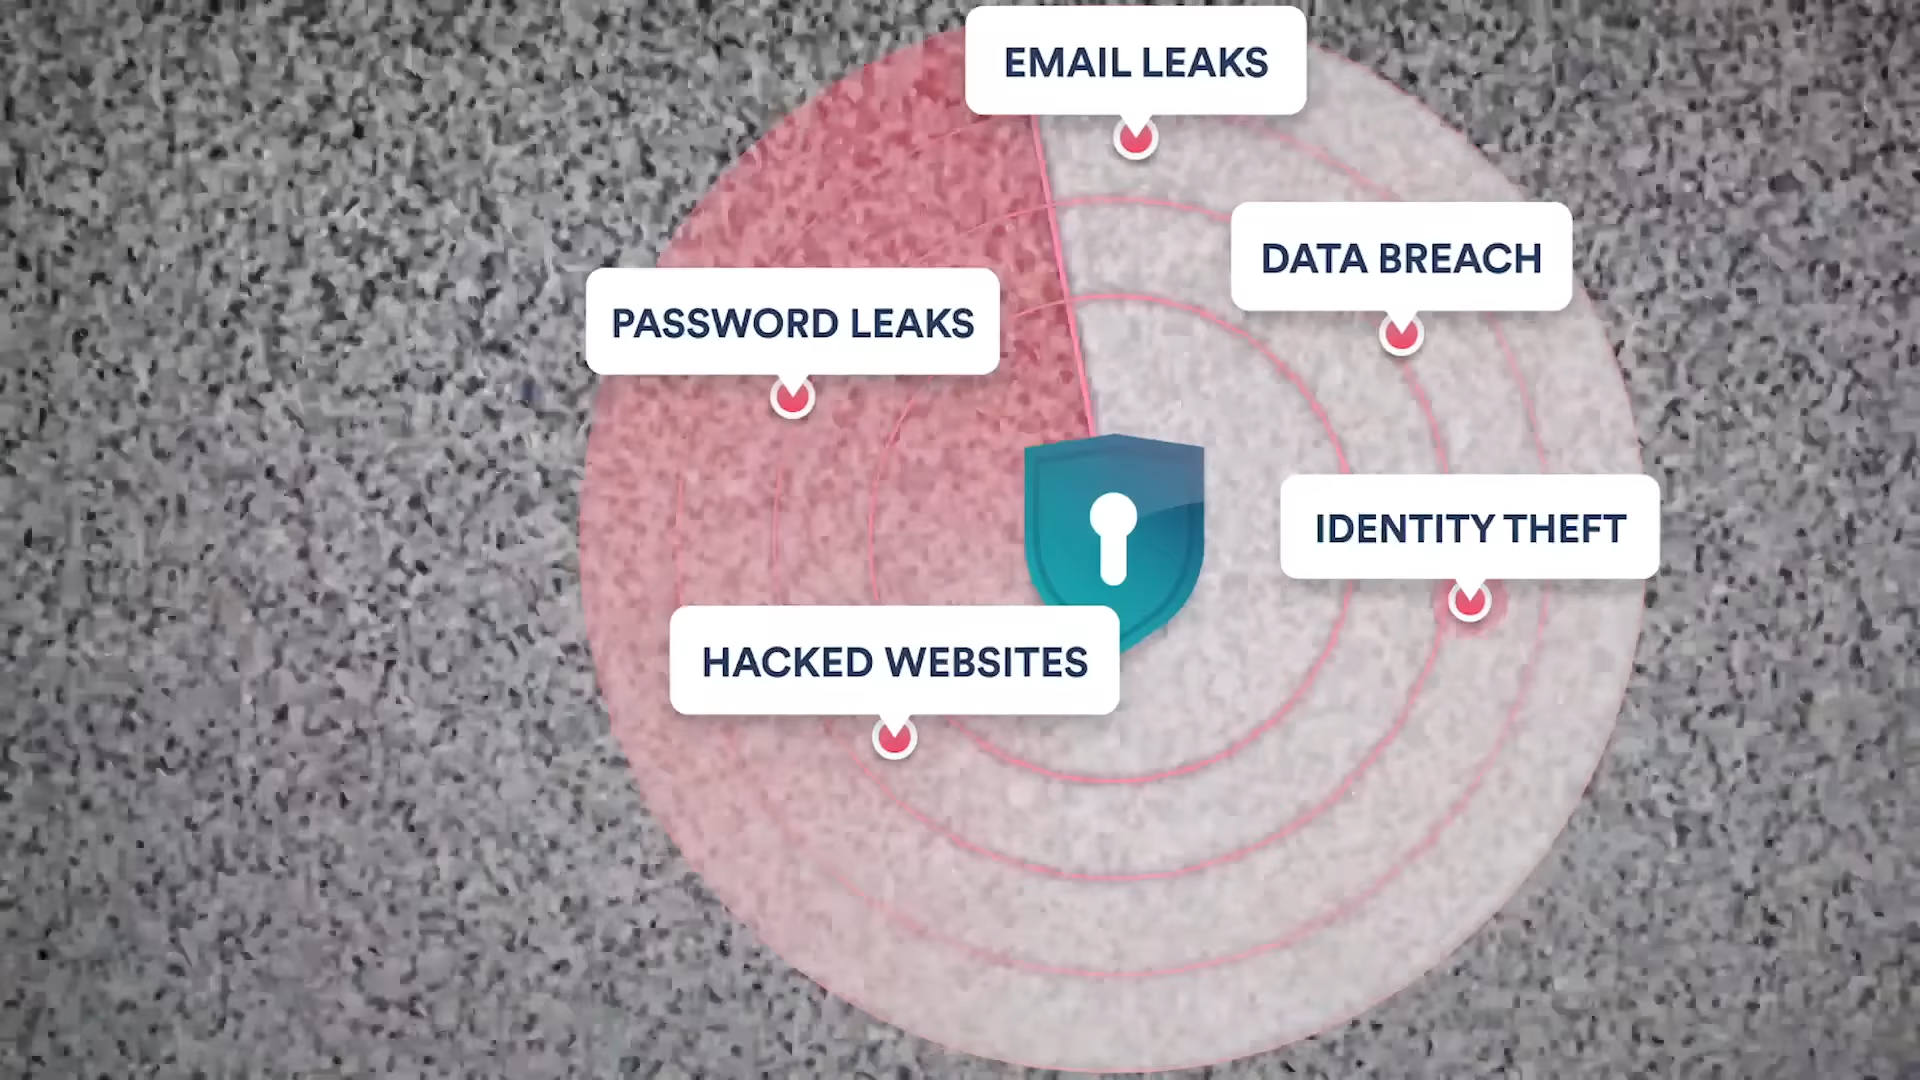 EMAIL LEAKS
DATA BREACH
PASSWORD LEAKS
IDENTITY THEFT
HACKED WEBSITES